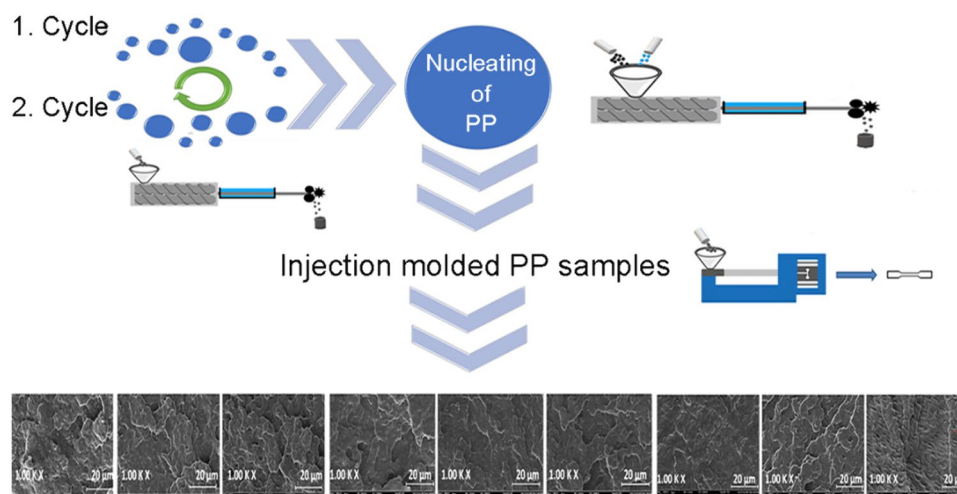 1. Cycle
2. Cycle
Nucleating
of
PP
Injection molded PP samples
1.00 K X 20 µm
1.00 K X 20 µm
1.00 K X 20 µm
1.00 K X 20 µm
1.00 K X 20 µm
1.00 K X 20 µm
1.00 K X 20 µm
1.00 K X 20 µm
1.00 K X 20 µm